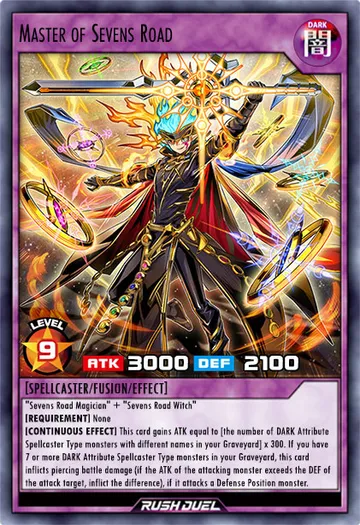 Master of Sevens Road
DARK
闇
LEVEL
9
ATK 3000 DEF 2100
[SPELLCASTER/FUSION/EFFECT]
"Sevens Road Magician" + "Sevens Road Witch"
[REQUIREMENT] None
[CONTINUOUS EFFECT] This card gains ATK equal to [the number of DARK Attribute
Spellcaster Type monsters with different names in your Graveyard] x 300. If you have
7 or more DARK Attribute Spellcaster Type monsters in your Graveyard, this card
inflicts piercing battle damage (if the ATK of the attacking monster exceeds the DEF of
the attack target, inflict the difference), if it attacks a Defense Position monster.
RUSH DUEL